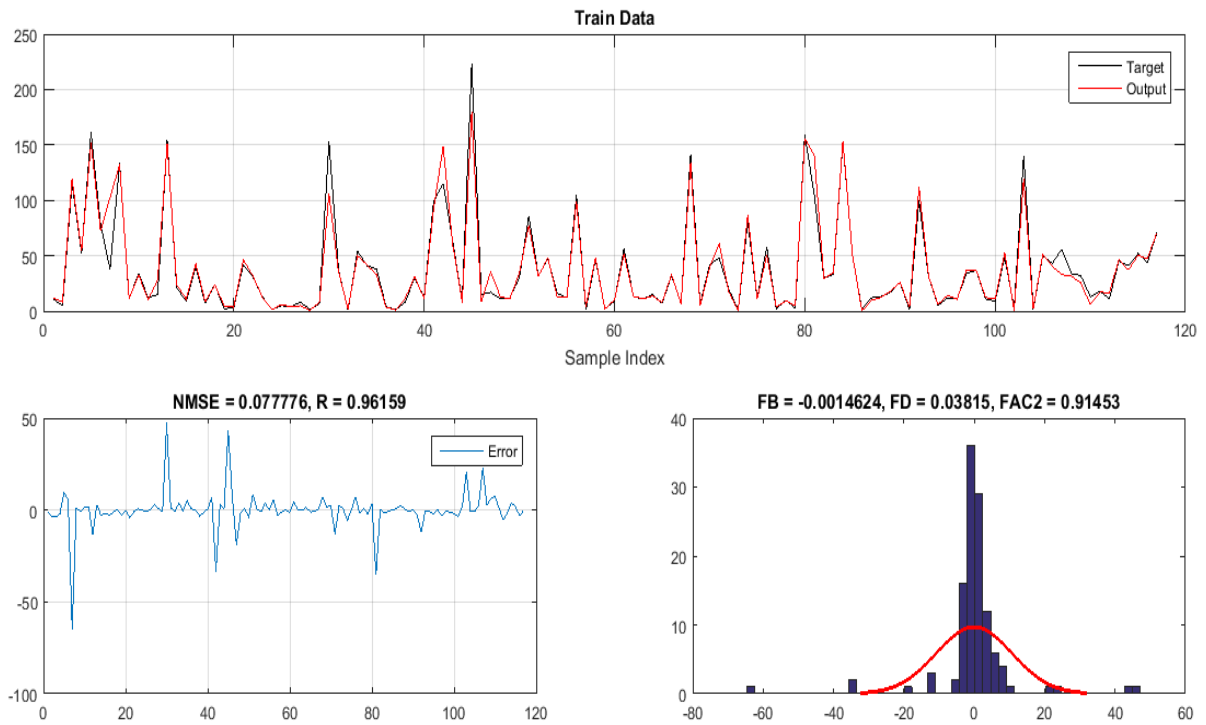 Train Data
250
200
150
100
50
0
Target
Output
0 20 40 60 80 100 120
Sample Index
NMSE = 0.077776, R = 0.96159
50
0
-50
-100
Error
0 20 40 60 80 100 120
FB = -0.0014624, FD = 0.03815, FAC2 = 0.91453
40
30
20
10
0
-80 -60 -40 -20 0 20 40 60